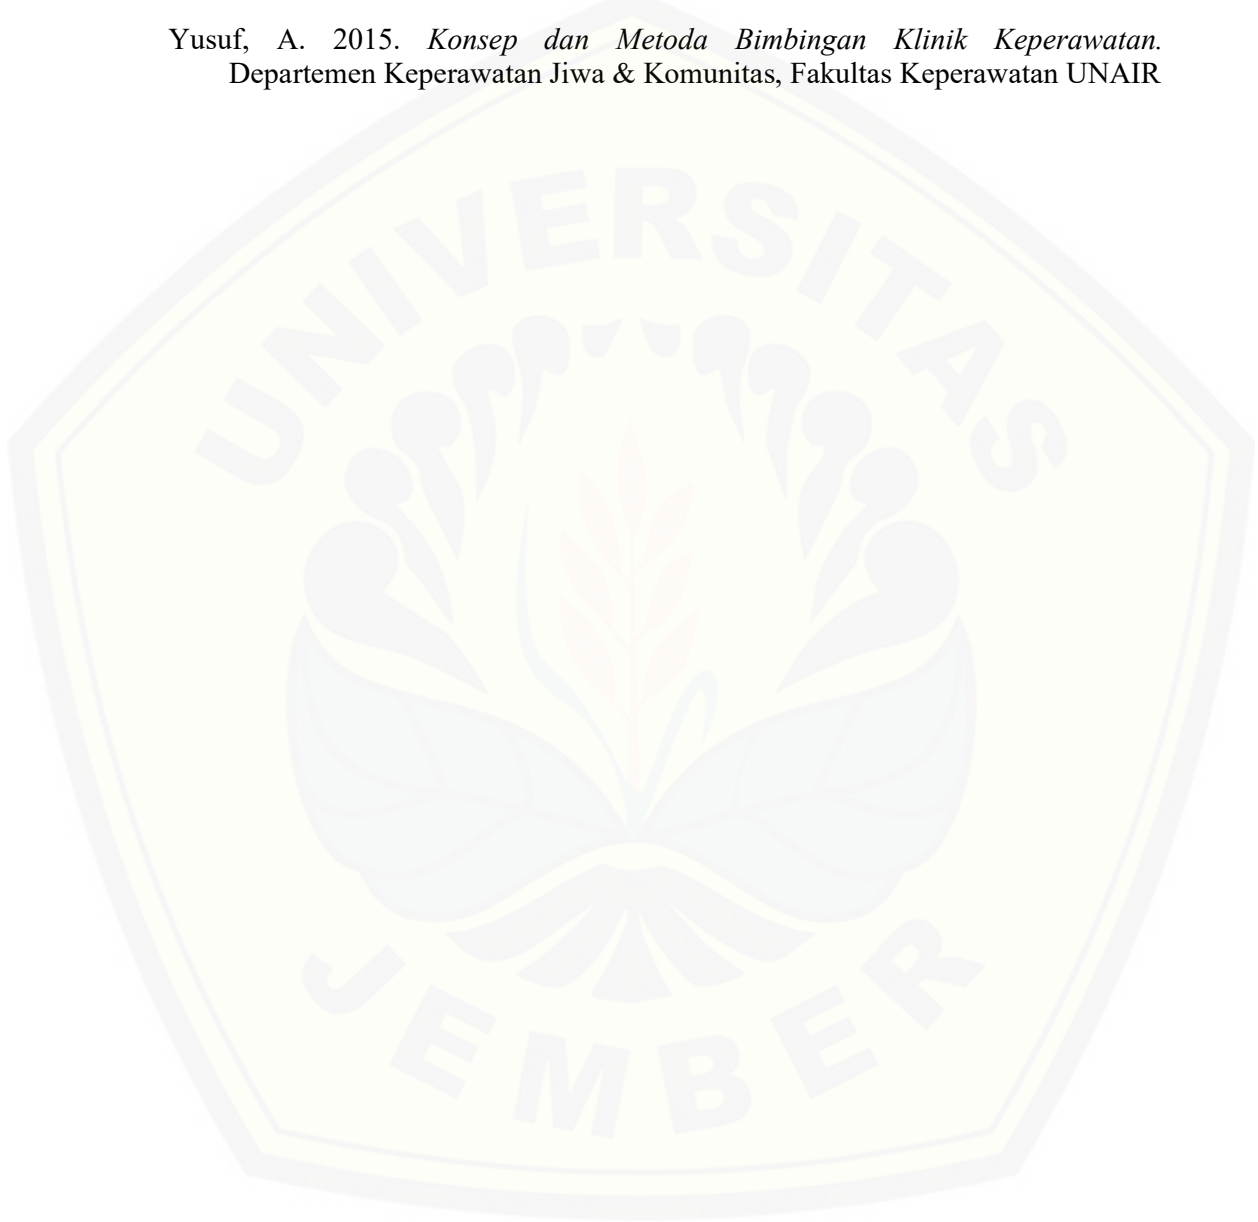 Yusuf, A. 2015. Konsep dan Metoda Bimbingan Klinik Keperawatan.
Departemen Keperawatan Jiwa & Komunitas, Fakultas Keperawatan UNAIR
UNIVERSITAS
JEMBER